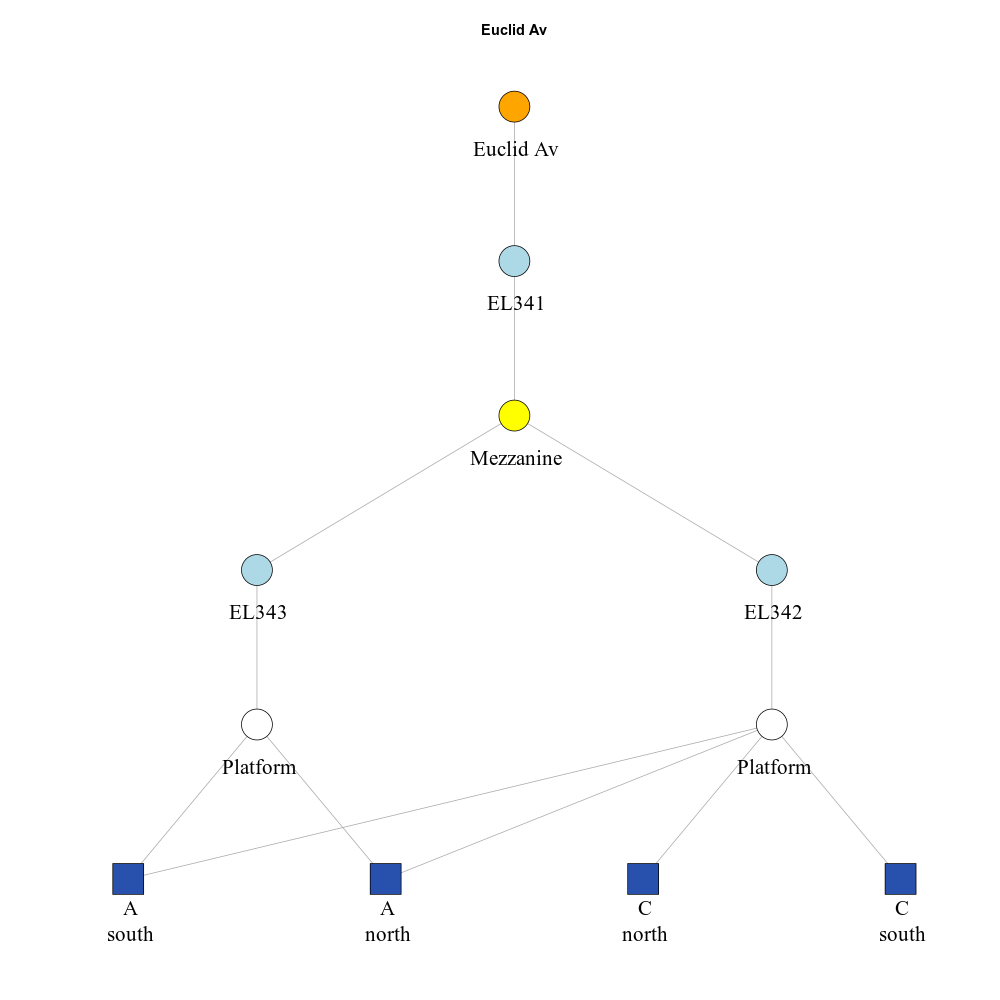 Euclid Av
Euclid Av
EL341
Mezzanine
EL343
EL342
Platform
Platform
A
south
A
north
C
north
C
south